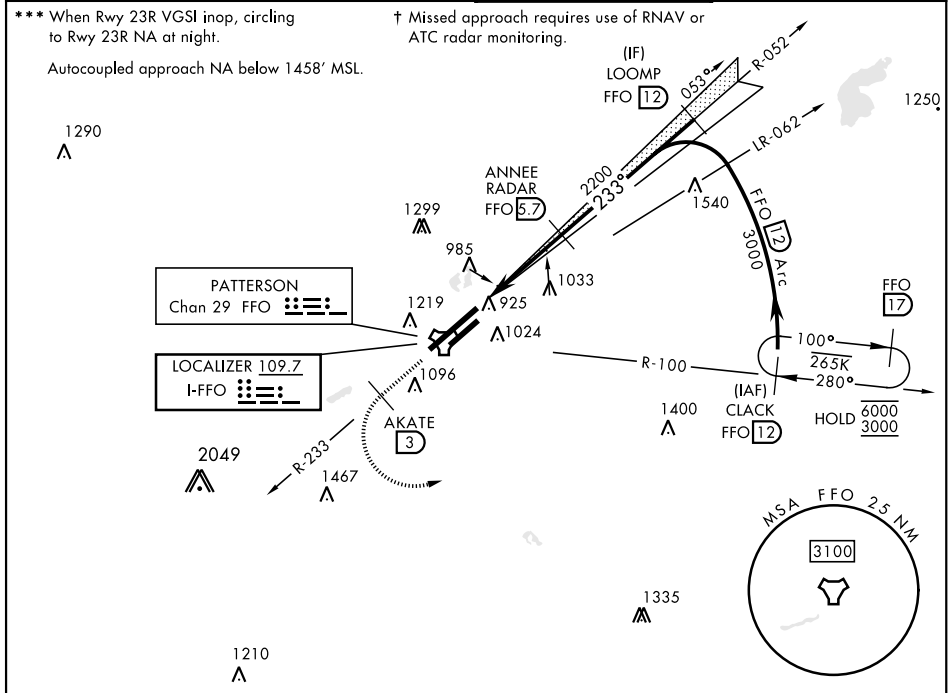 *** When Rwy 23R VGSI inop, circling
to Rwy 23R NA at night.
Autocoupled approach NA below 1458' MSL.
† Missed approach requires use of RNAV or
ATC radar monitoring.
(IF)
LOOMP
FFO 12
053°
R-052
1250
1290
LR-062
ANNEE
RADAR
FFO 5.7
2200
233°
1540
1299
FFO 12 Arc
3000
985
1033
PATTERSON
Chan 29 FFO
1219
925
1024
FFO
17
100°
265K
280°
R-100
LOCALIZER 109.7
I-FFO
1096
(IAF)
CLACK
FFO 12
HOLD 6000
3000
1400
AKATE
3
2049
R-233
1467
MSA FFO 25 NM
3100
1335
1210